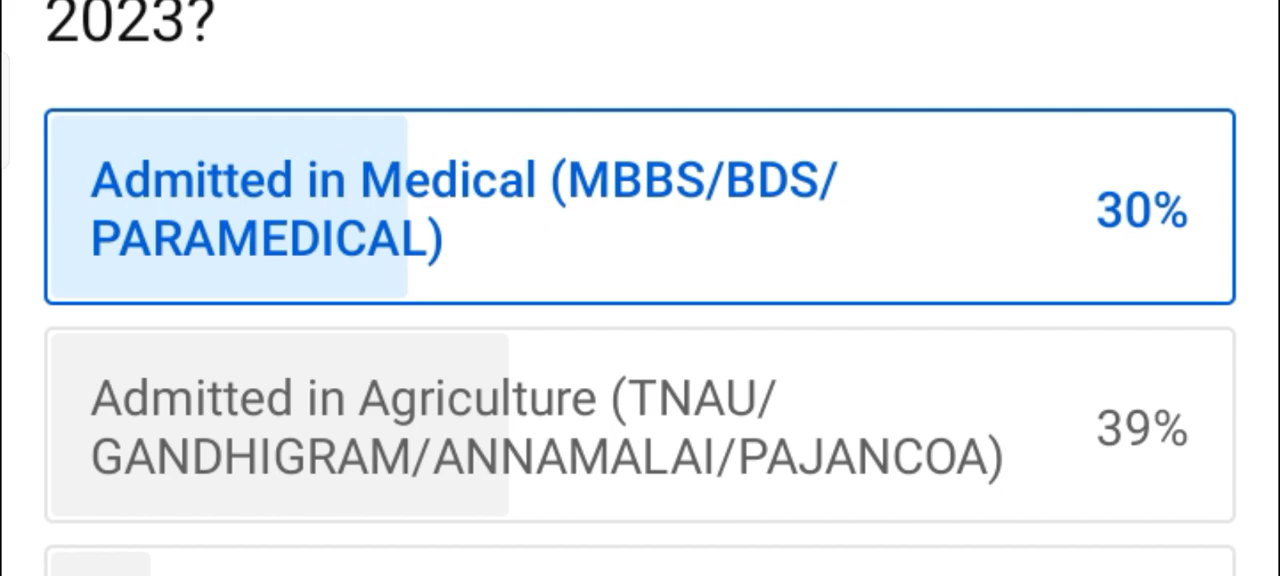 2023?
Admitted in Medical (MBBS/BDS/
PARAMEDICAL)
30%
Admitted in Agriculture (TNAU/
GANDHIGRAM/ANNAMALAI/PAJANCOA)
39%